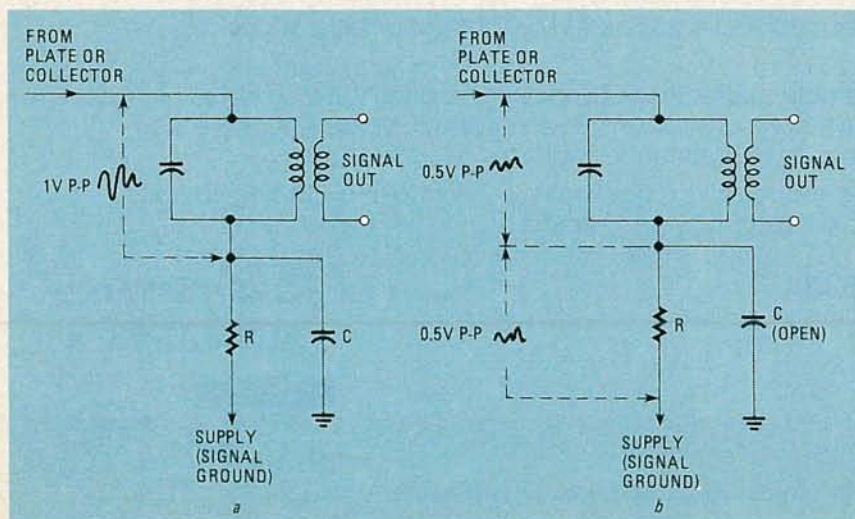 FROM
PLATE OR
COLLECTOR
1V P-P
SIGNAL
OUT
R
C
SUPPLY
(SIGNAL
GROUND)
a
FROM
PLATE OR
COLLECTOR
0.5V P-P
SIGNAL
OUT
0.5V P-P
R
C
(OPEN)
SUPPLY
(SIGNAL
GROUND)
b